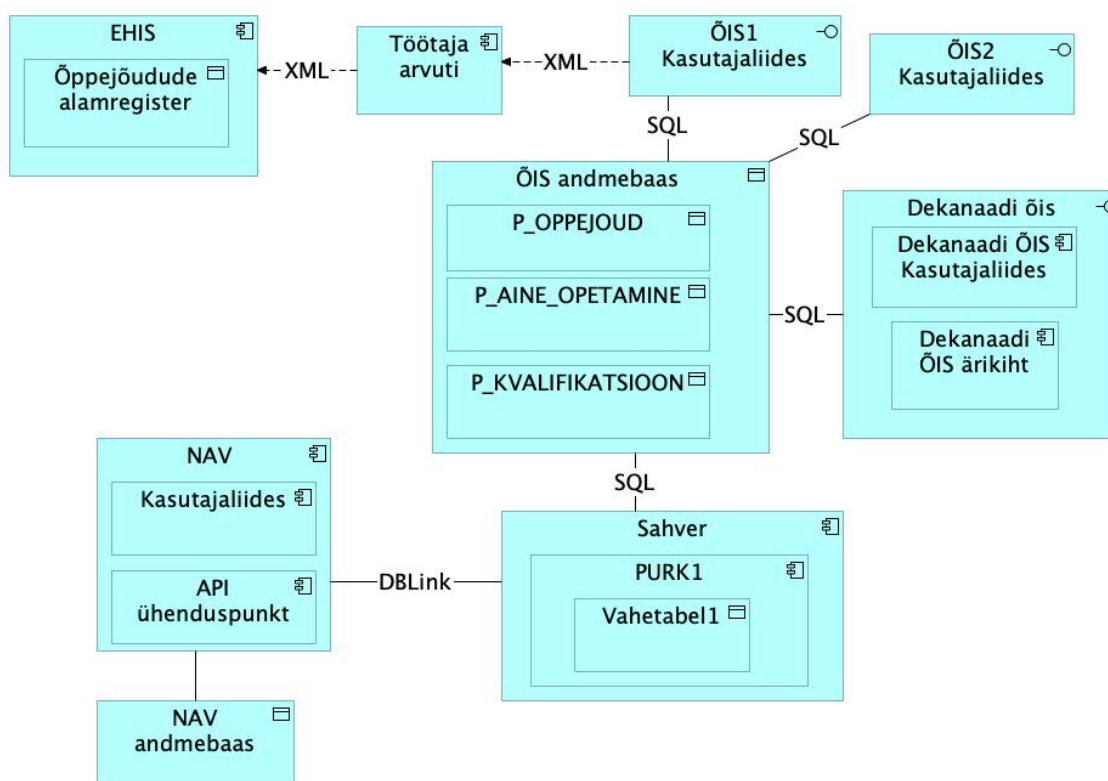 EHIS
Õppejõudude
alamregister
XML
Töötaja
arvuti
XML
ÕIS1
Kasutajaliides
ÕIS2
Kasutajaliides
SQL
SQL
ÕIS andmebaas
P_OPPEJOUD
P_AINE_OPETAMINE
P_KVALIFIKATSIOON
SQL
Dekanaadi õis
Dekanaadi ÕIS
Kasutajaliides
Dekanaadi
ÕIS ärikiht
NAV
Kasutajaliides
API
ühenduspunkt
SQL
DBLink
Sahver
PURK1
Vahetabel1
NAV
andmebaas